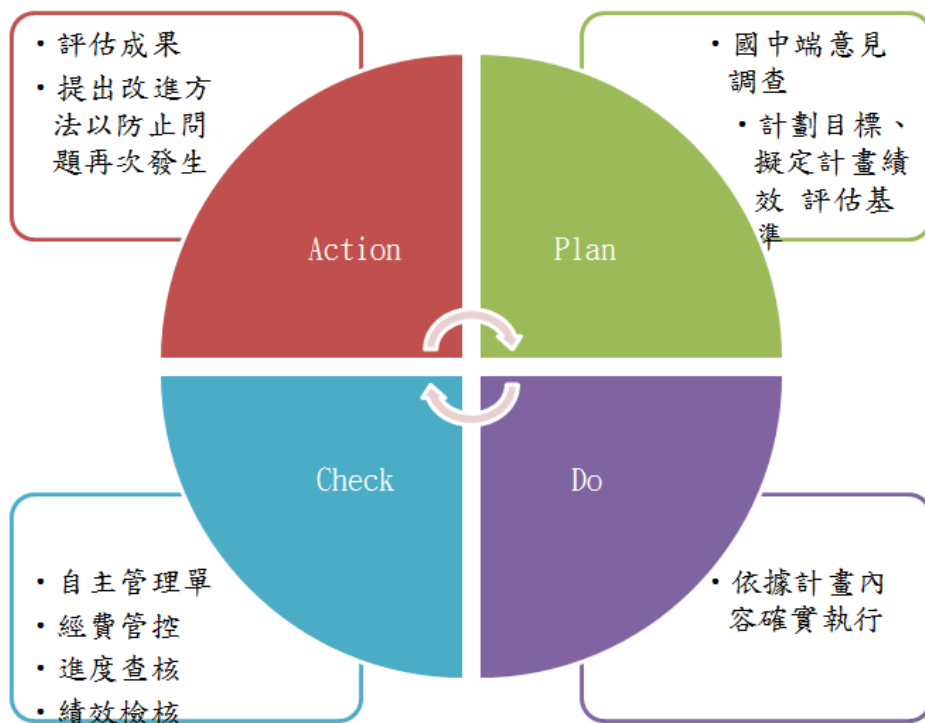 ・評估成果
・提出改進方
法以防止問
題再次發生
・國中端意見
調查
・計劃目標、
擬定計畫績
效 評估基
準
Action
Plan
Check
Do
・自主管理單
・經費管控
・進度查核
・績效檢核
・依據計畫內
容確實執行